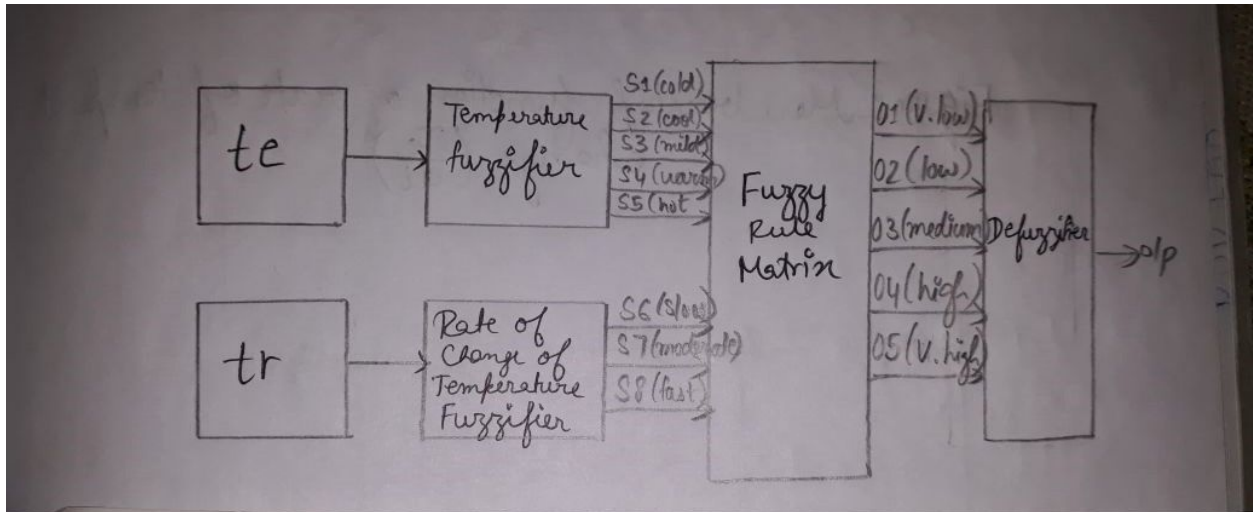 te
Temperature
fuzzifier
S1(cold)
S2(cool)
S3(mild)
S4(warm)
S5(hot
Fuzzy
Rule
Matrix
O1(V.low)
O2(low)
O3(medium)
O4(high)
O5(V.high)
Defuzzifier
o/p
tr
Rate of
Change of
Temperature
Fuzzifier
S6(slow)
S7(moderate)
S8(fast)